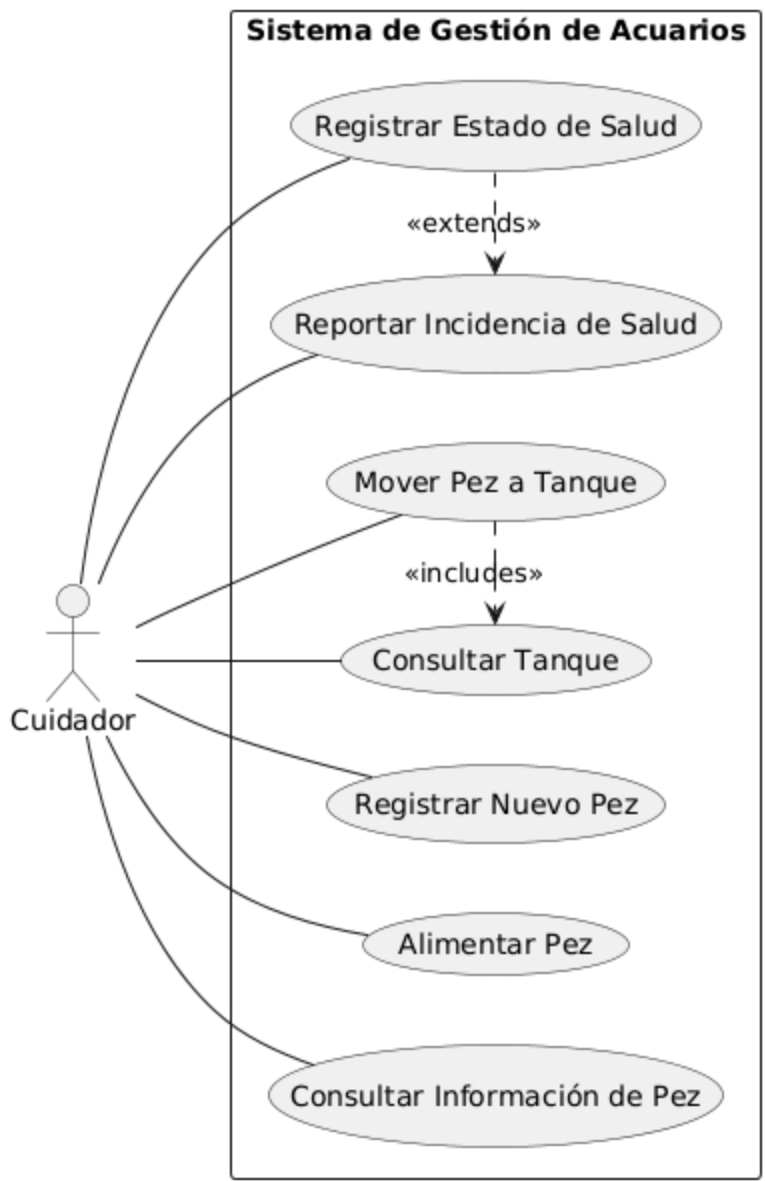 Sistema de Gestión de Acuarios
Registrar Estado de Salud
«extends»
Reportar Incidencia de Salud
Mover Pez a Tanque
«includes»
Consultar Tanque
Cuidador
Registrar Nuevo Pez
Alimentar Pez
Consultar Información de Pez